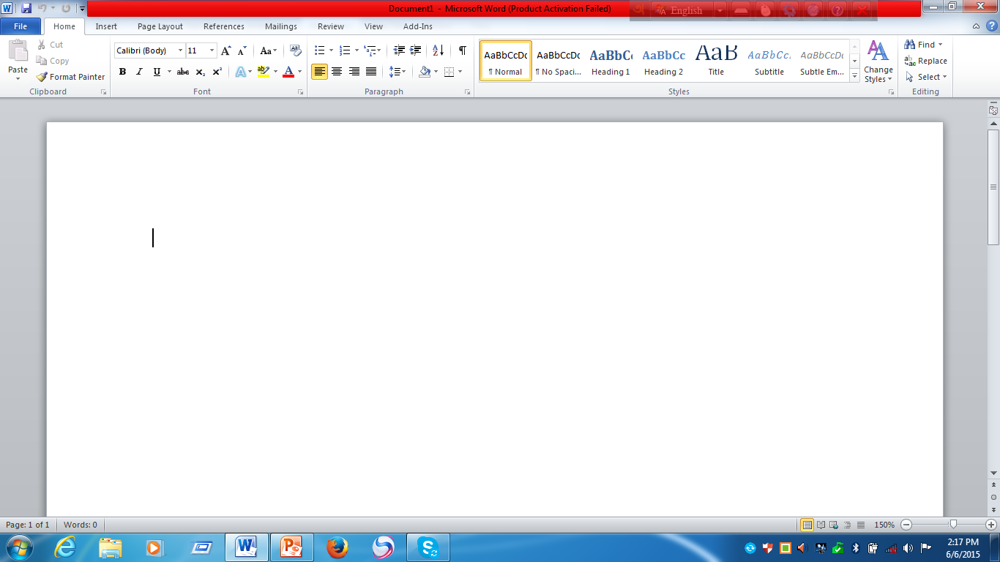 Document1 - Microsoft Word (Product Activation Failed)
English
File Home Insert Page Layout References Mailings Review View Add-Ins
Paste
Cut
Copy
Format Painter
Clipboard
Calibri (Body) 11
B I U abc x₂ x²
Font
Paragraph
AaBbCcDc AaBbCcDc AaBbCc AaBbCc AaB AaBbCc. AaBbCcDc
¶ Normal ¶ No Spaci... Heading 1 Heading 2 Title Subtitle Subtle Em...
Change
Styles
Styles
Find
Replace
Select
Editing
Page: 1 of 1 Words: 0 150%
2:17 PM
6/6/2015